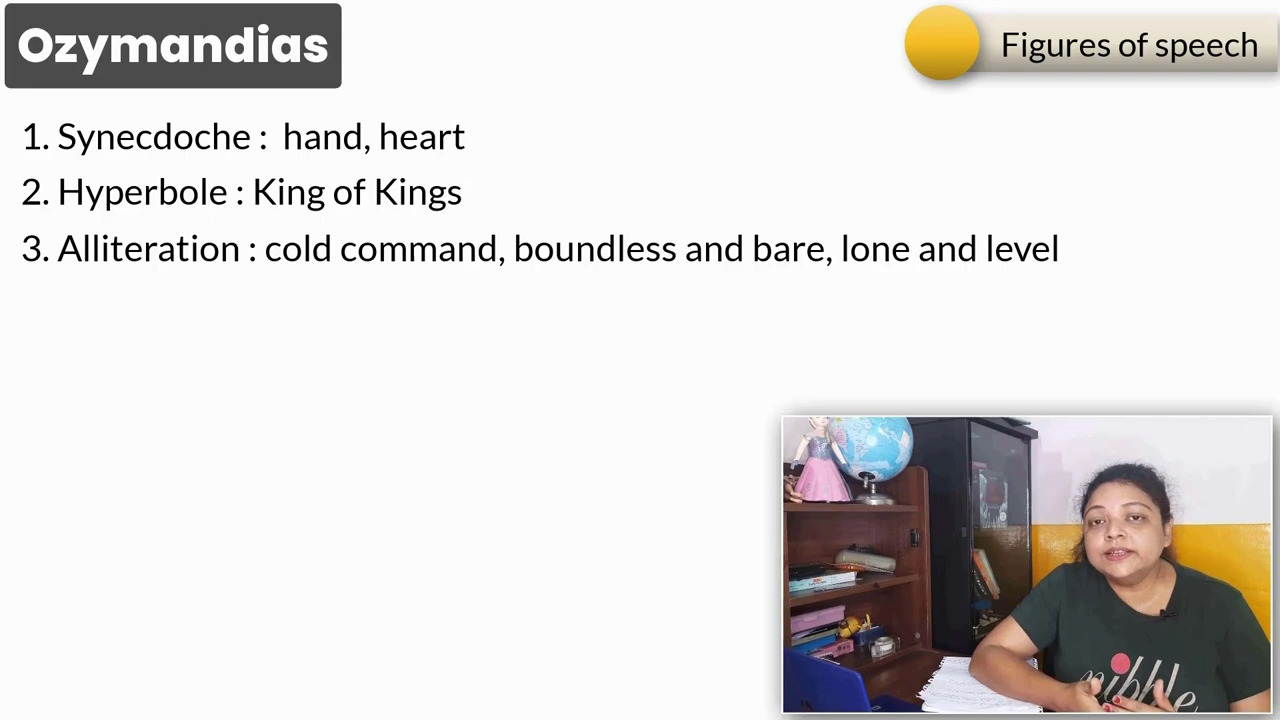 Ozymandias
Figures of speech
1. Synecdoche : hand, heart
2. Hyperbole : King of Kings
3. Alliteration : cold command, boundless and bare, lone and level
nibble